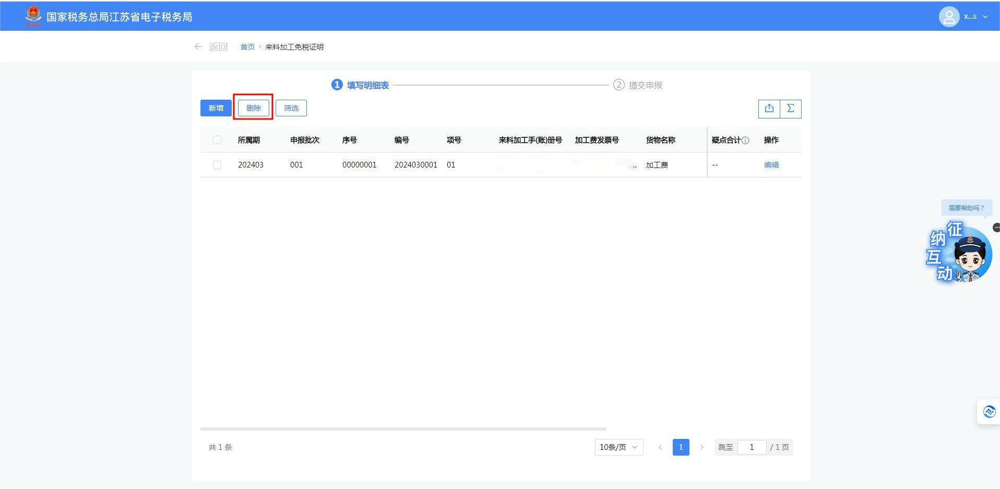 国家税务总局江苏省电子税务局
x...s
返回 首页 > 来料加工免税证明
1 填写明细表 2 提交申报
新增 删除 筛选
所属期 申报批次 序号 编号 项号 来料加工手(账)册号 加工费发票号 货物名称 疑点合计 操作
202403 001 00000001 2024030001 01 .. 加工费 -- 编辑
需要帮助吗？
征纳互动
共 1 条 10条/页 < 1 > 跳至 1 / 1 页